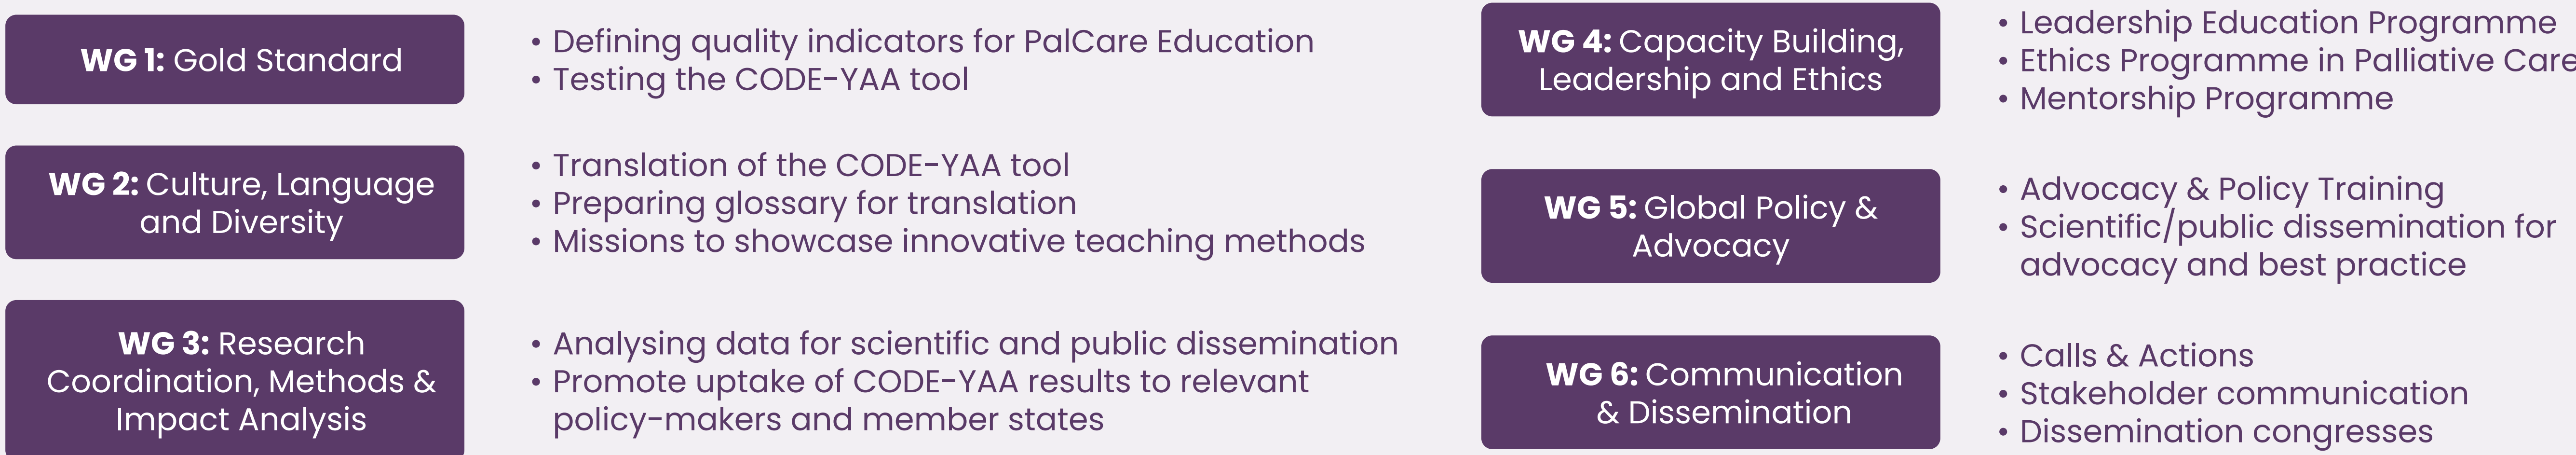 WG 1: Gold Standard
• Defining quality indicators for PalCare Education
• Testing the CODE-YAA tool
WG 2: Culture, Language
and Diversity
• Translation of the CODE-YAA tool
• Preparing glossary for translation
• Missions to showcase innovative teaching methods
WG 3: Research
Coordination, Methods &
Impact Analysis
• Analysing data for scientific and public dissemination
• Promote uptake of CODE-YAA results to relevant
policy-makers and member states
WG 4: Capacity Building,
Leadership and Ethics
• Leadership Education Programme
• Ethics Programme in Palliative Care
• Mentorship Programme
WG 5: Global Policy &
Advocacy
• Advocacy & Policy Training
• Scientific/public dissemination for
advocacy and best practice
WG 6: Communication
& Dissemination
• Calls & Actions
• Stakeholder communication
• Dissemination congresses